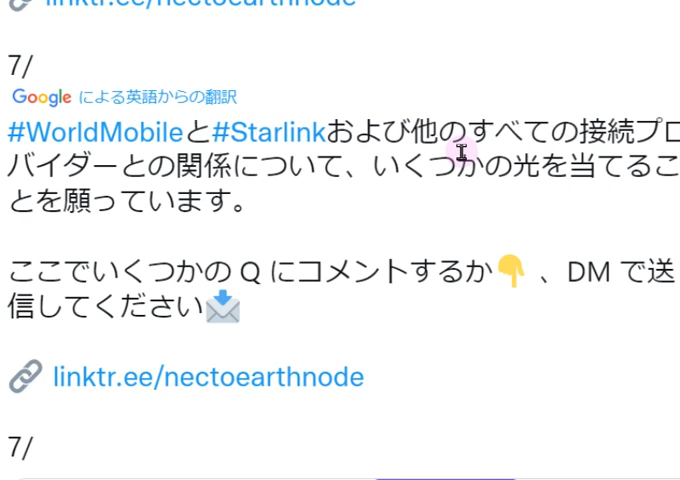 linktr.ee/nectoearthnode
7/
Google による英語からの翻訳
#WorldMobileと#Starlinkおよび他のすべての接続プロ
バイダーとの関係について、いくつかの光を当てるこ
とを願っています。
ここでいくつかの Q にコメントするか👇 、DM で送
信してください📩
🔗 linktr.ee/nectoearthnode
7/